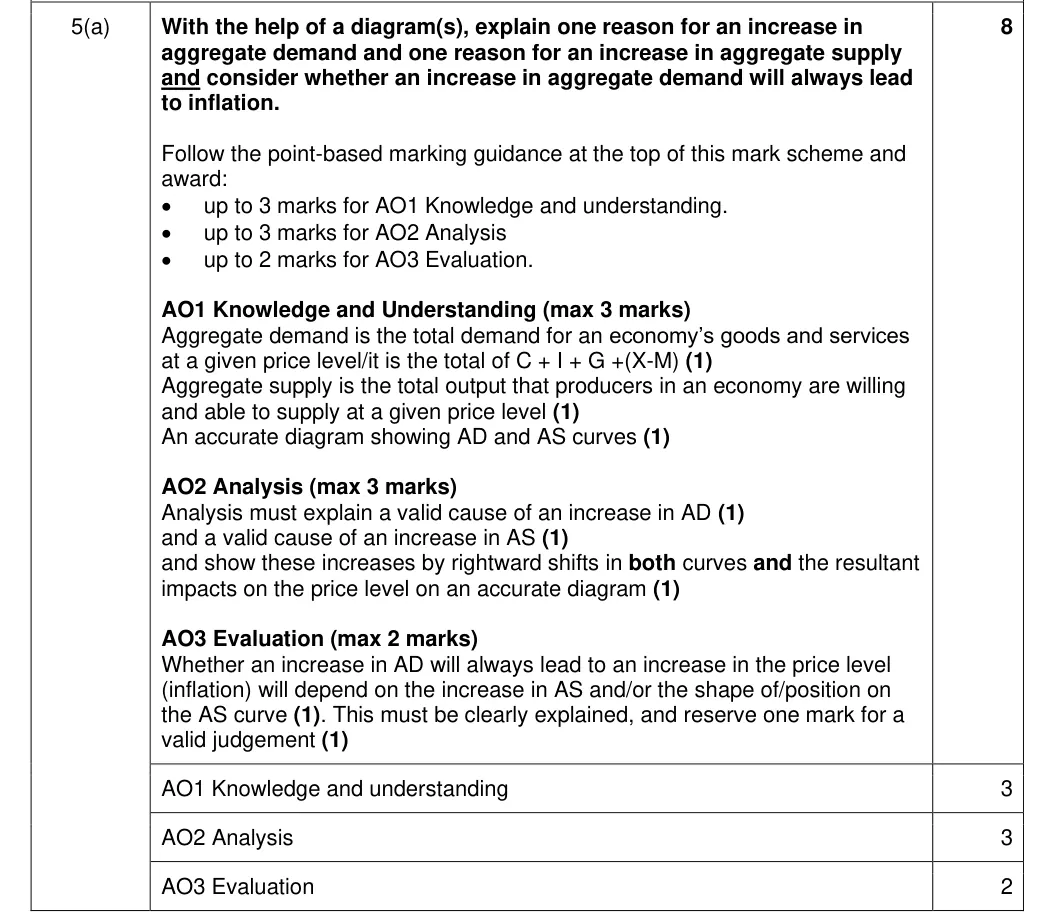 5(a) With the help of a diagram(s), explain one reason for an increase in 8
aggregate demand and one reason for an increase in aggregate supply
and consider whether an increase in aggregate demand will always lead
to inflation.
Follow the point-based marking guidance at the top of this mark scheme and
award:
• up to 3 marks for AO1 Knowledge and understanding.
• up to 3 marks for AO2 Analysis
• up to 2 marks for AO3 Evaluation.
AO1 Knowledge and Understanding (max 3 marks)
Aggregate demand is the total demand for an economy's goods and services
at a given price level/it is the total of C + I + G +(X-M) (1)
Aggregate supply is the total output that producers in an economy are willing
and able to supply at a given price level (1)
An accurate diagram showing AD and AS curves (1)
AO2 Analysis (max 3 marks)
Analysis must explain a valid cause of an increase in AD (1)
and a valid cause of an increase in AS (1)
and show these increases by rightward shifts in both curves and the resultant
impacts on the price level on an accurate diagram (1)
AO3 Evaluation (max 2 marks)
Whether an increase in AD will always lead to an increase in the price level
(inflation) will depend on the increase in AS and/or the shape of/position on
the AS curve (1). This must be clearly explained, and reserve one mark for a
valid judgement (1)
AO1 Knowledge and understanding 3
AO2 Analysis 3
AO3 Evaluation 2